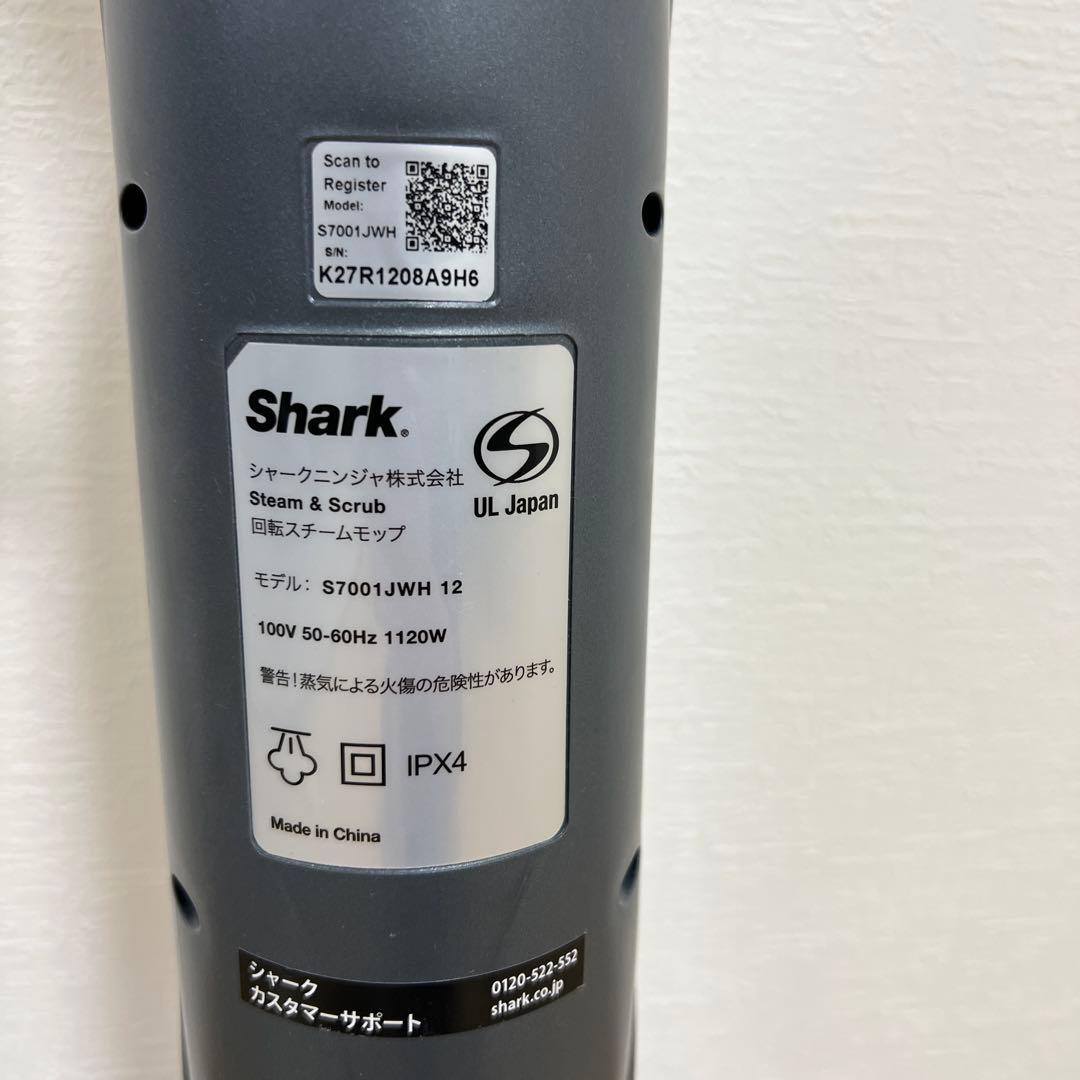 Scan to
Register
Model:
S7001JWH
S/N:
K27R1208A9H6
Shark®
シャークニンジャ株式会社
Steam & Scrub
回転スチームモップ
UL Japan
モデル: S7001JWH 12
100V 50-60Hz 1120W
警告!蒸気による火傷の危険性があります。
IPX4
Made in China
シャーク
カスタマーサポート
0120-522-552
shark.co.jp